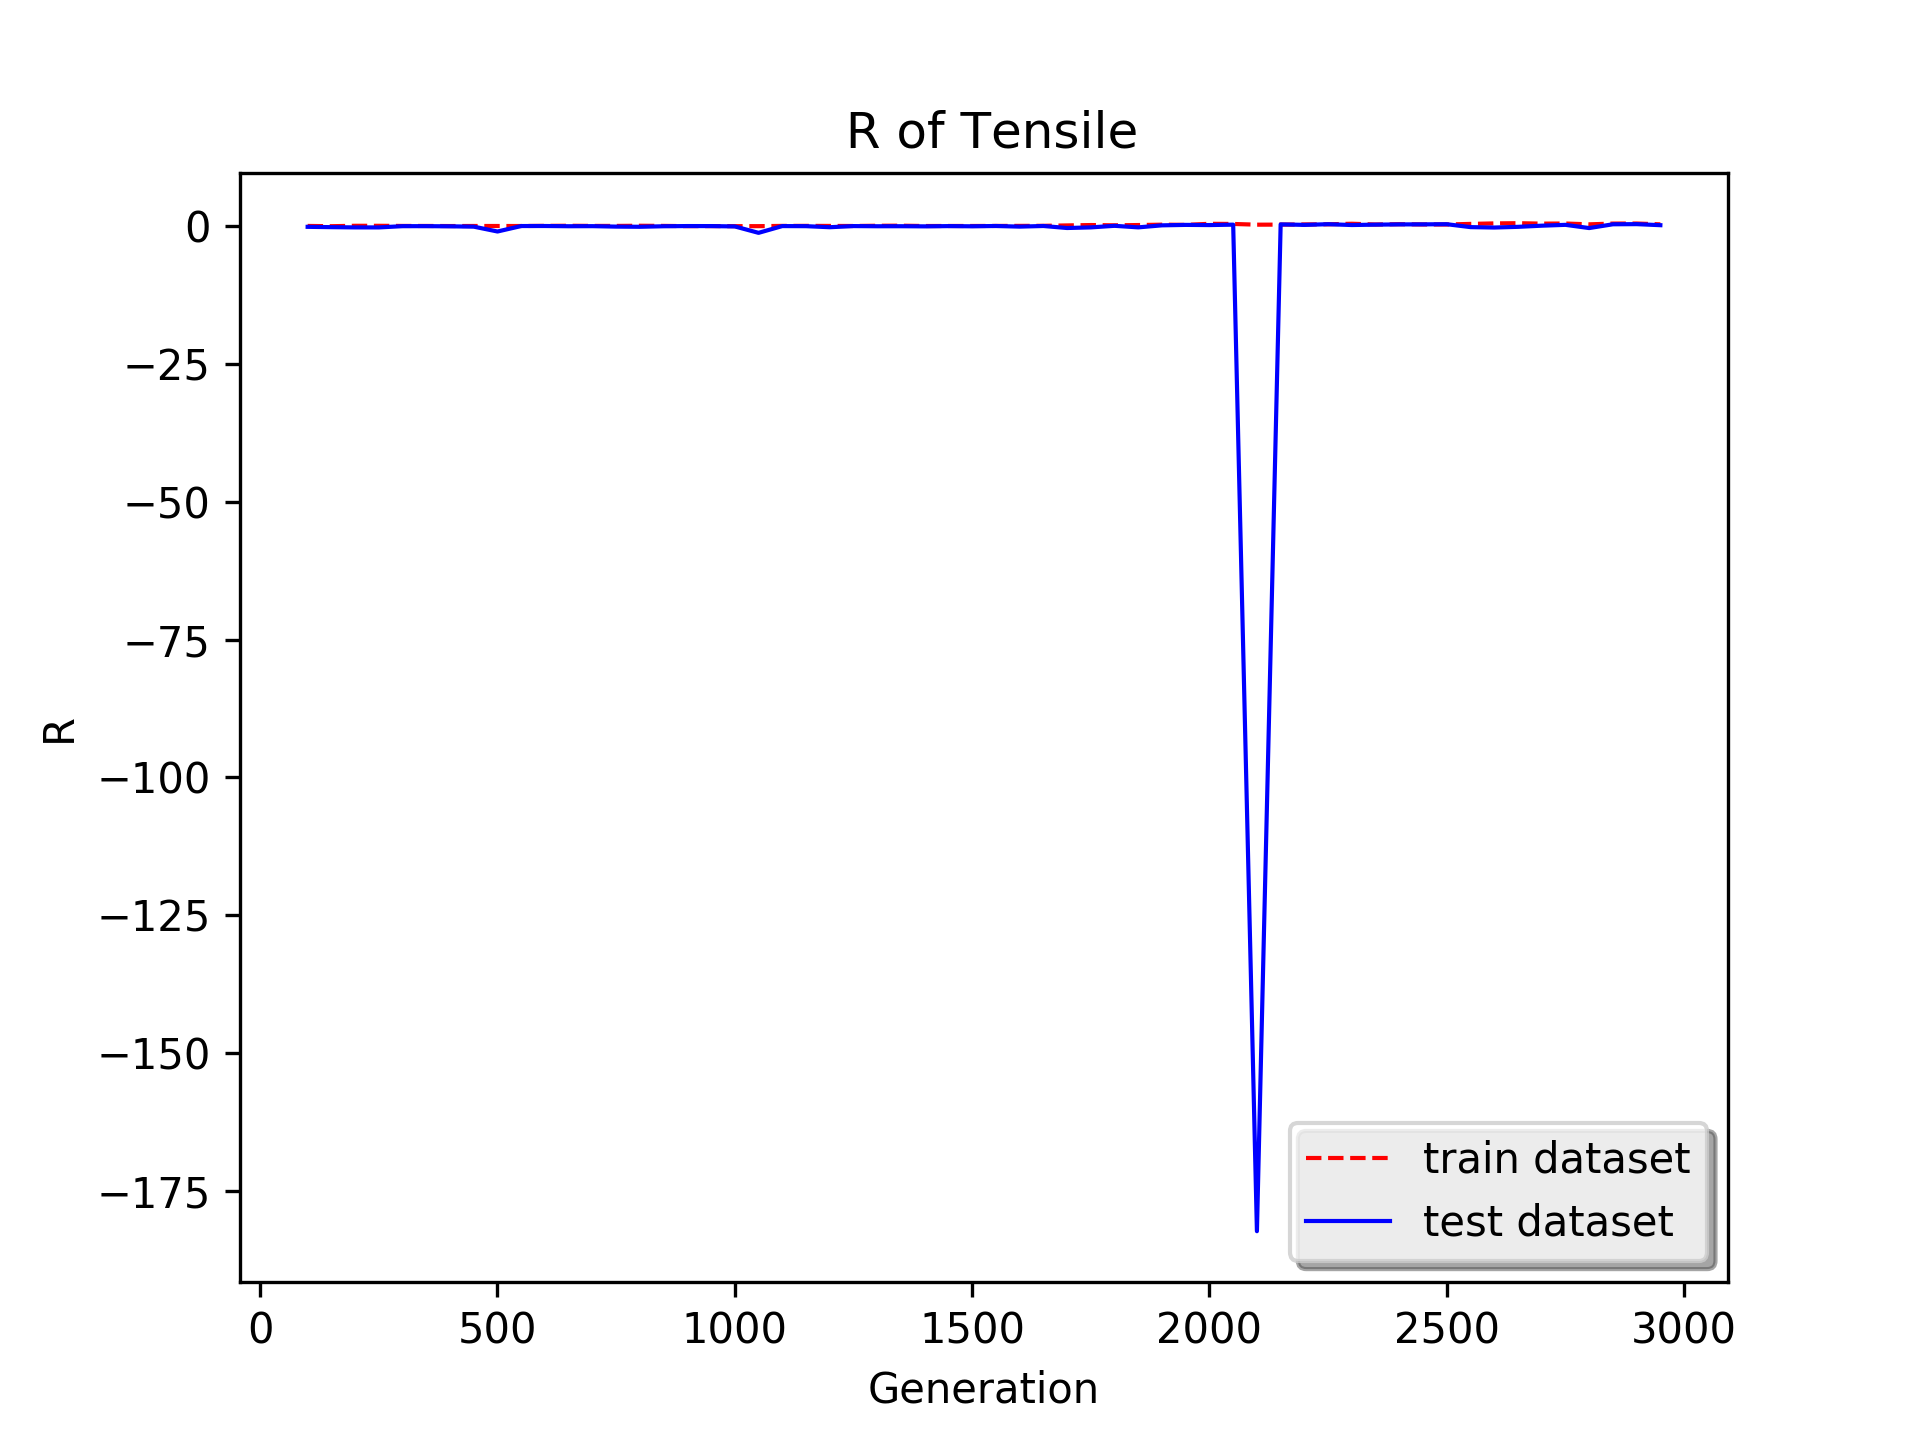 R of Tensile
0
−25
−50
−75
−100
−125
−150
−175
R
train dataset
test dataset
0 500 1000 1500 2000 2500 3000
Generation